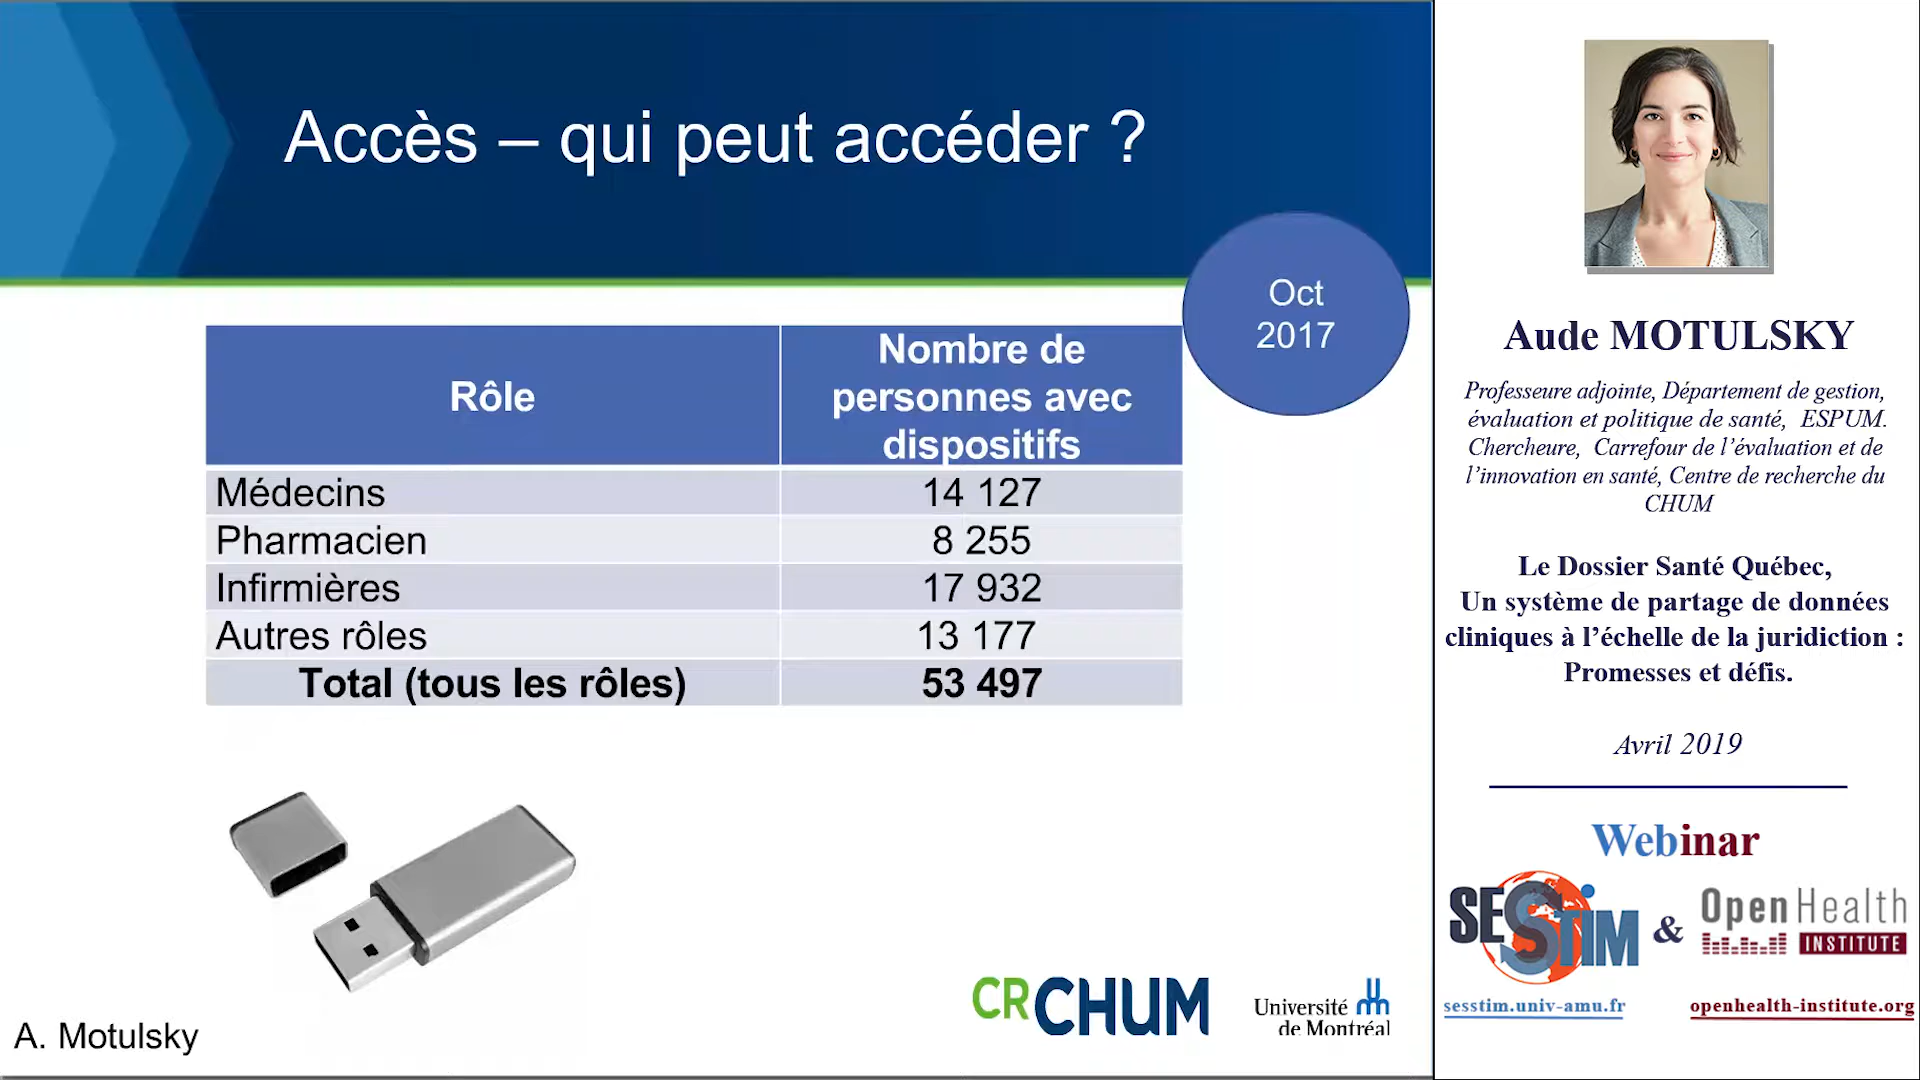 Accès – qui peut accéder ?
Oct
2017
Rôle
Nombre de
personnes avec
dispositifs
Médecins 14 127
Pharmacien 8 255
Infirmières 17 932
Autres rôles 13 177
Total (tous les rôles) 53 497
CRCHUM
Université
de Montréal
A. Motulsky
Aude MOTULSKY
Professeure adjointe, Département de gestion,
évaluation et politique de santé, ESPUM.
Chercheure, Carrefour de l’évaluation et de
l’innovation en santé, Centre de recherche du
CHUM
Le Dossier Santé Québec,
Un système de partage de données
cliniques à l’échelle de la juridiction :
Promesses et défis.
Avril 2019
Webinar
SESSTIM & Open Health
INSTITUTE
sesstim.univ-amu.fr
openhealth-institute.org